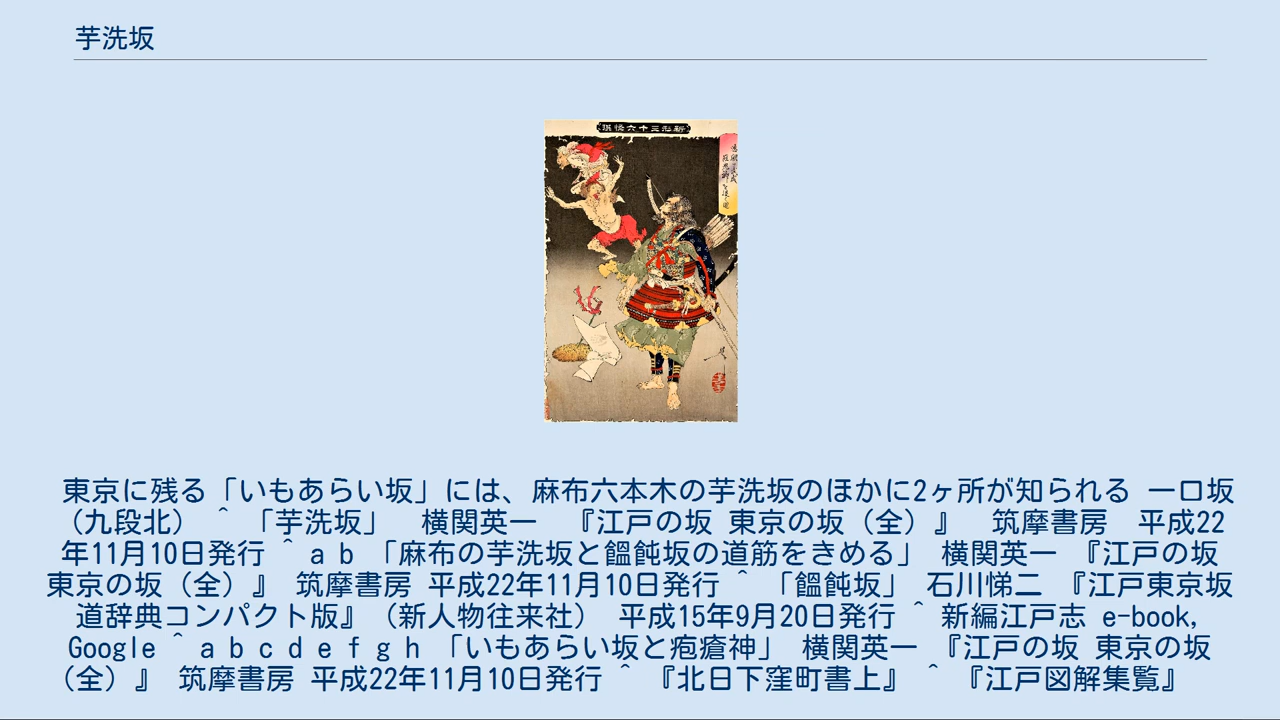 芋洗坂
新形三十六怪撰
東京に残る「いもあらい坂」には、麻布六本木の芋洗坂のほかに2ヶ所が知られる 一口坂
（九段北） ＾ 「芋洗坂」 横関英一 『江戸の坂 東京の坂（全）』 筑摩書房 平成22
年11月10日発行 ＾ a b 「麻布の芋洗坂と饂飩坂の道筋をきめる」 横関英一 『江戸の坂
東京の坂（全）』 筑摩書房 平成22年11月10日発行 ＾ 「饂飩坂」 石川悌二 『江戸東京坂
道辞典コンパクト版』（新人物往来社） 平成15年9月20日発行 ＾ 新編江戸志 e-book,
Google ＾ a b c d e f g h 「いもあらい坂と疱瘡神」 横関英一 『江戸の坂 東京の坂
（全）』 筑摩書房 平成22年11月10日発行 ＾ 『北日下窪町書上』 ＾ 『江戸図解集覧』